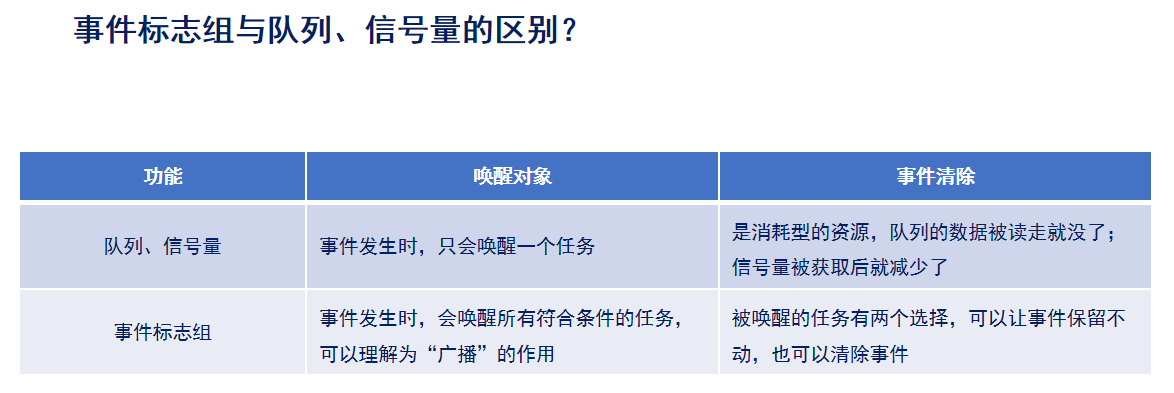 事件标志组与队列、信号量的区别？
功能
唤醒对象
事件清除
队列、信号量
事件发生时，只会唤醒一个任务
是消耗型的资源，队列的数据被读走就没了；
信号量被获取后就减少了
事件标志组
事件发生时，会唤醒所有符合条件的任务，
可以理解为“广播”的作用
被唤醒的任务有两个选择，可以让事件保留不
动，也可以清除事件